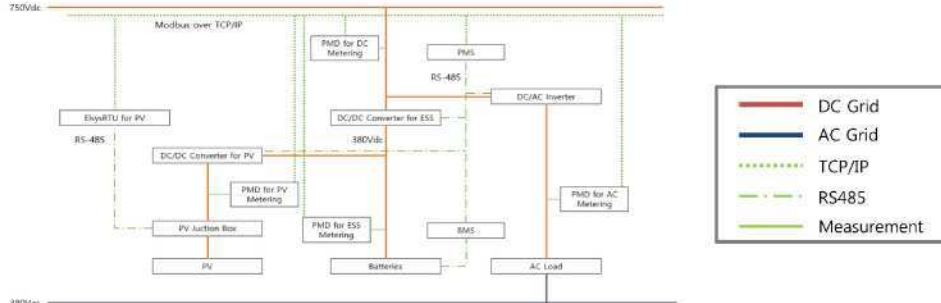 750Vdc
Modbus over TCP/IP
PMD for DC
Metering
PMS
RS-485
DC/AC Inverter
RTU for PV
DC/DC Converter for ESS
RS-485
380Vdc
DC/DC Converter for PV
PMD for PV
Metering
PMD for AC
Metering
PV Juction Box
PMD for ESS
Metering
BMS
PV
Batteries
AC Load
DC Grid
AC Grid
TCP/IP
RS485
Measurement